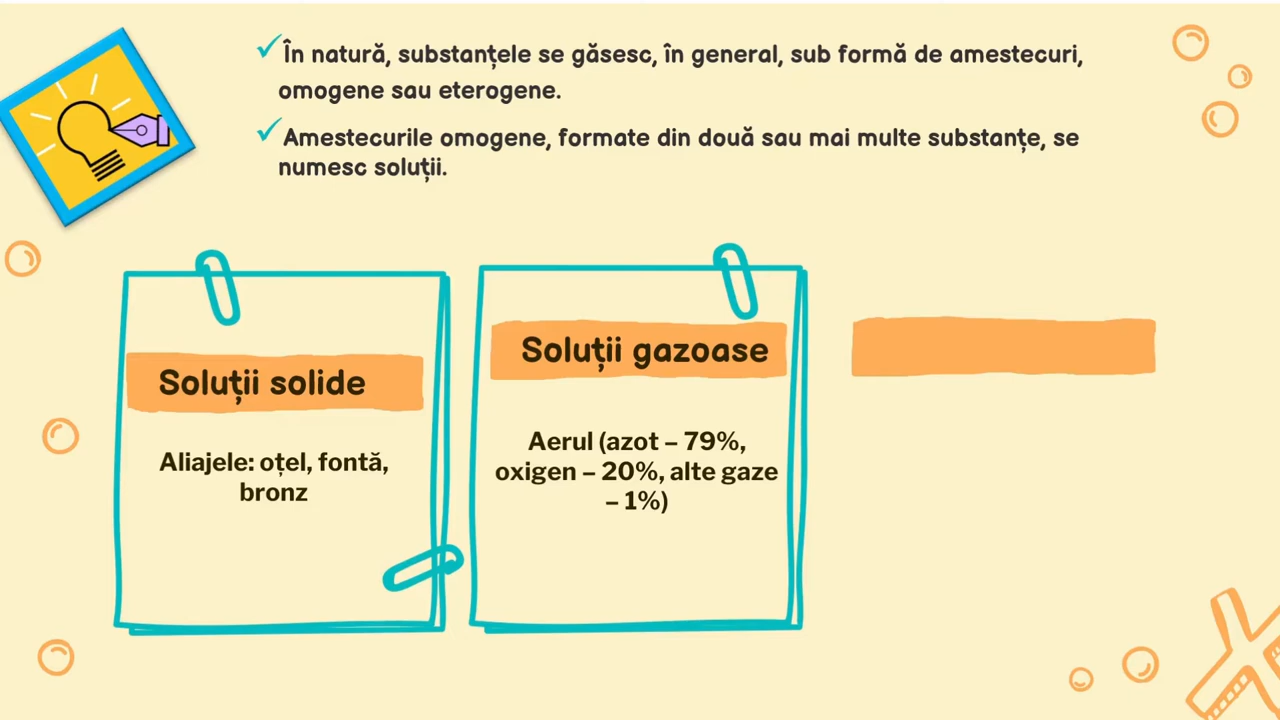 În natură, substanțele se găsesc, în general, sub formă de amestecuri,
omogene sau eterogene.
Amestecurile omogene, formate din două sau mai multe substanțe, se
numesc soluții.
Soluții solide
Aliajele: oțel, fontă,
bronz
Soluții gazoase
Aerul (azot – 79%,
oxigen – 20%, alte gaze
– 1%)